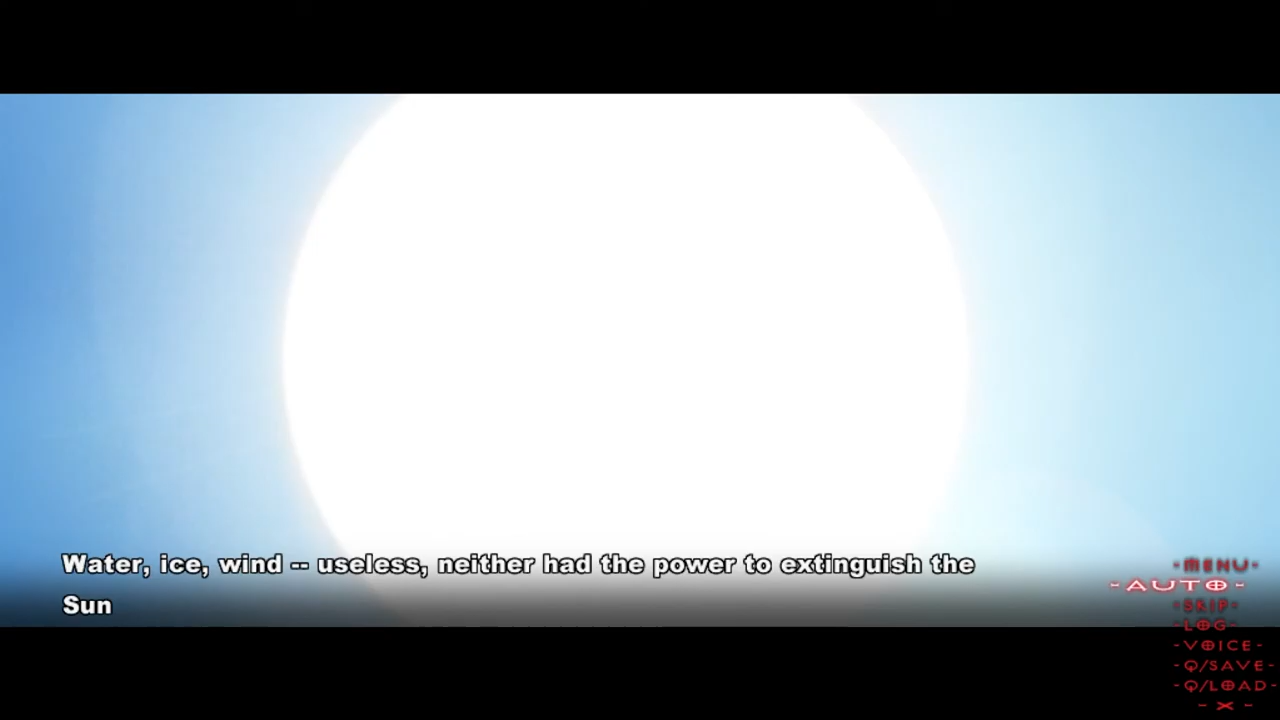 Water, ice, wind -- useless, neither had the power to extinguish the
Sun
-MENU-
-AUTO-
-SKIP-
-LOG-
-VOICE-
-Q/SAVE-
-Q/LOAD-
-X-